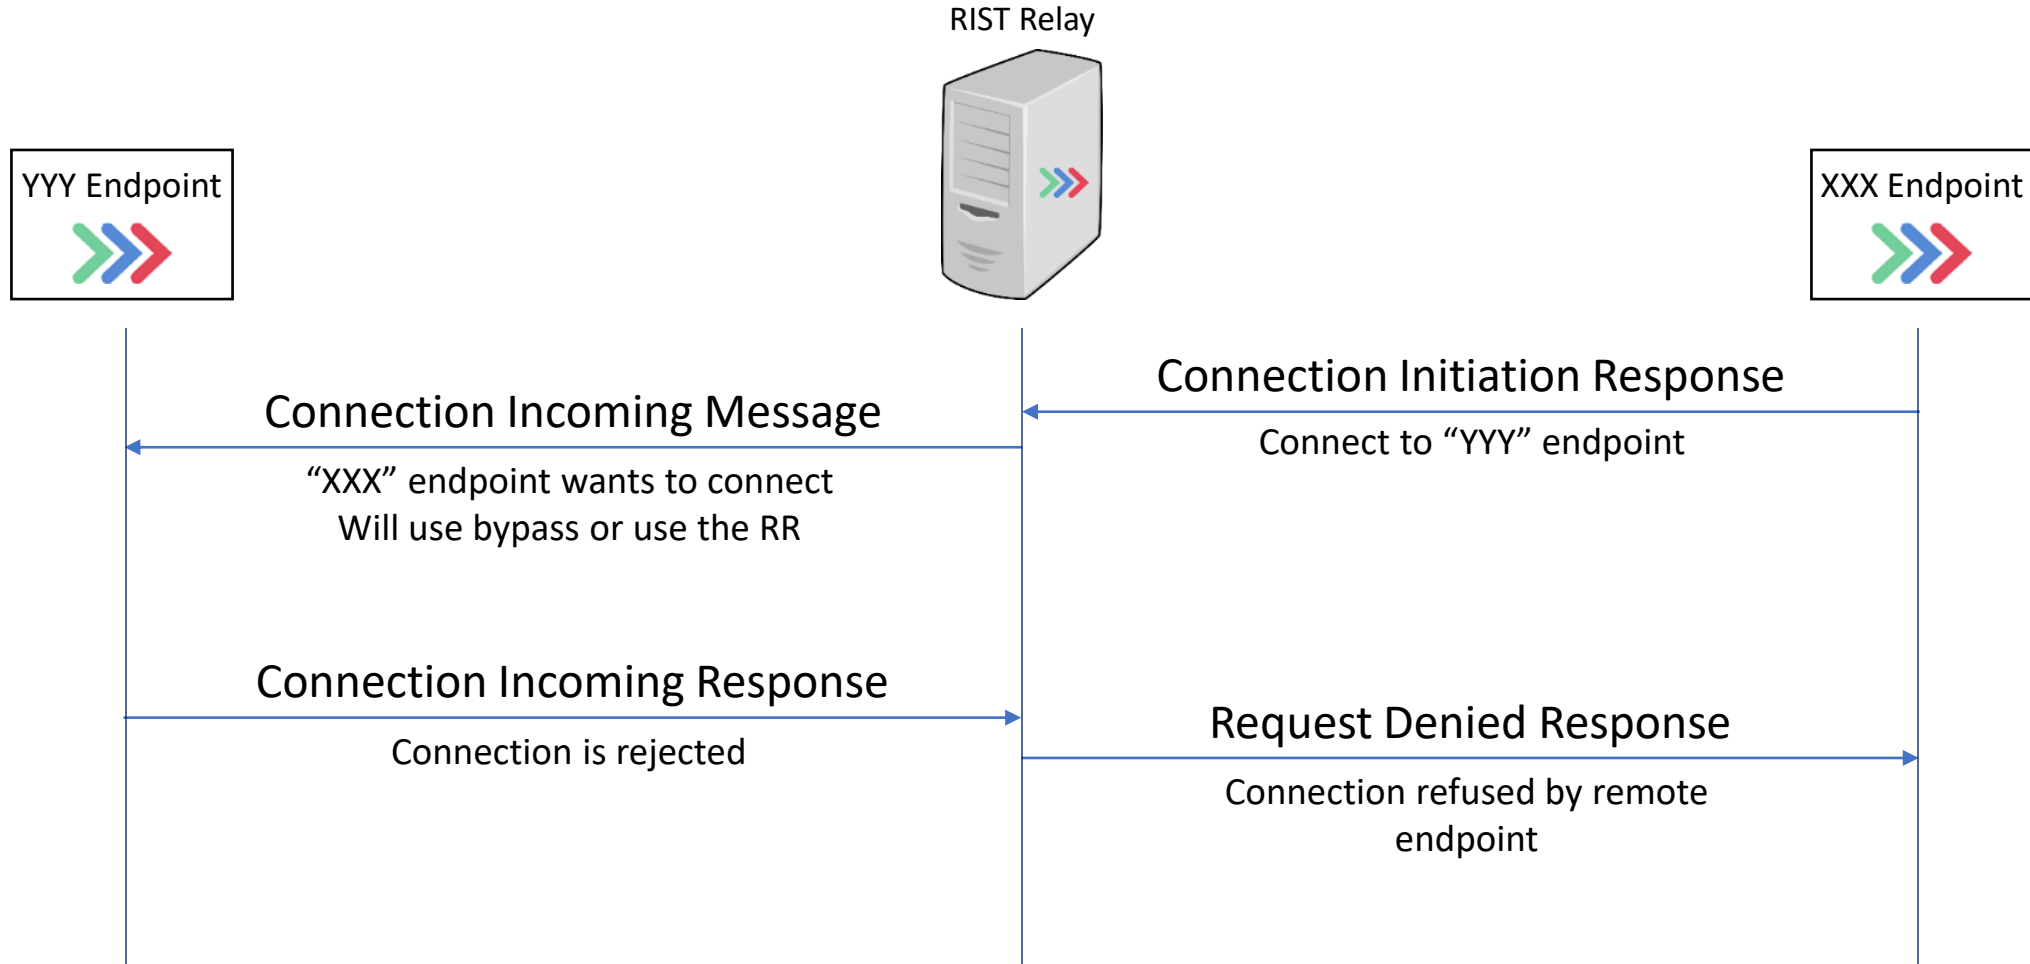 RIST Relay
YYY Endpoint
XXX Endpoint
Connection Initiation Response
Connect to “YYY” endpoint
Connection Incoming Message
“XXX” endpoint wants to connect
Will use bypass or use the RR
Connection Incoming Response
Connection is rejected
Request Denied Response
Connection refused by remote
endpoint